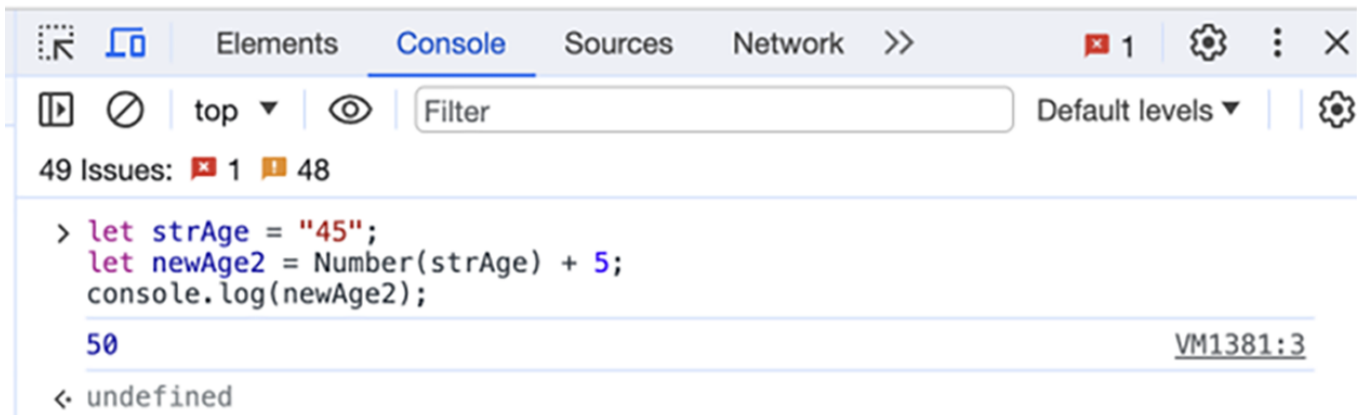 Elements Console Sources Network >> 1
top Filter Default levels
49 Issues: 1 48
> let strAge = "45";
let newAge2 = Number(strAge) + 5;
console.log(newAge2);
50 VM1381:3
undefined